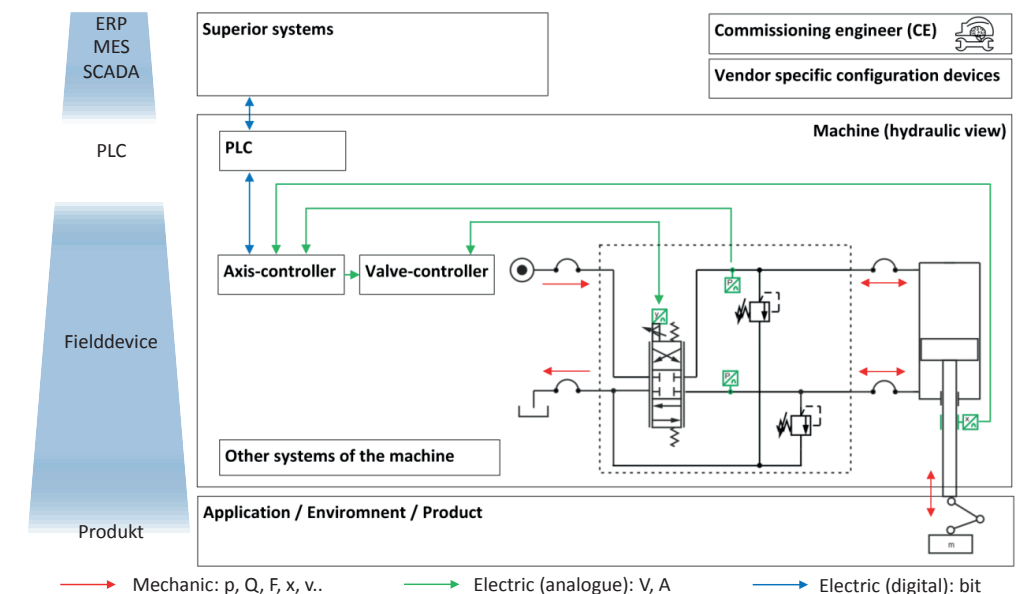 ERP
MES
SCADA
PLC
Fielddevice
Produkt
Superior systems
Commissioning engineer (CE)
Vendor specific configuration devices
Machine (hydraulic view)
PLC
Axis-controller
Valve-controller
P
y
P
x
Other systems of the machine
Application / Enviromnent / Product
m
Mechanic: p, Q, F, x, v..
Electric (analogue): V, A
Electric (digital): bit